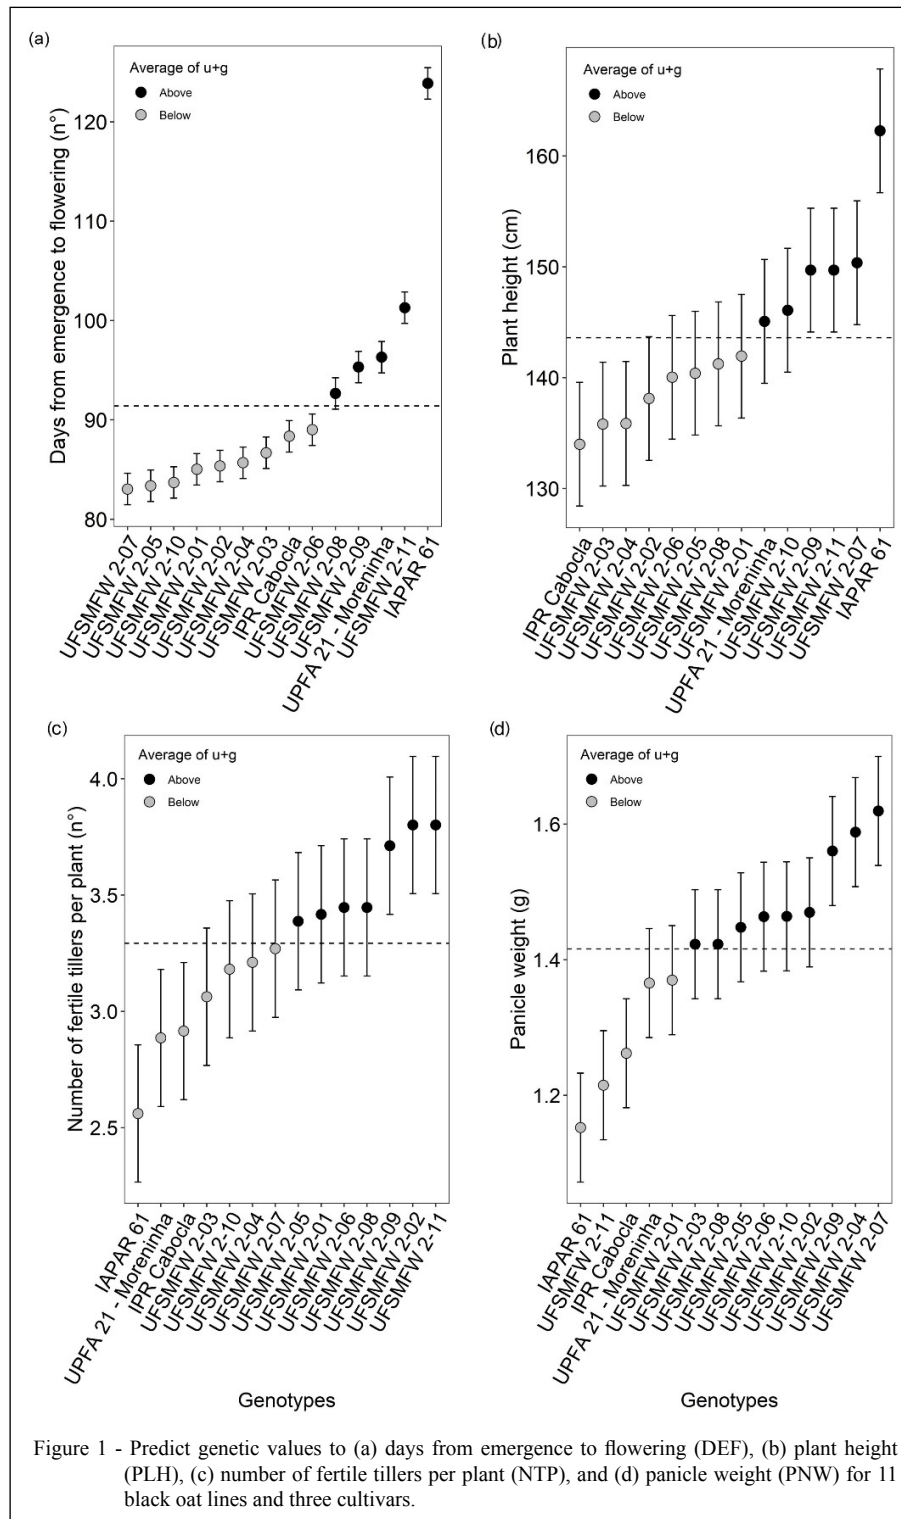 (a)
Average of u+g
Above
Below
Days from emergence to flowering (n°)
120
110
100
90
80
UFSMFW 2-07
UFSMFW 2-05
UFSMFW 2-10
UFSMFW 2-01
UFSMFW 2-02
UFSMFW 2-04
UFSMFW 2-03
IPR Cabocla
UFSMFW 2-06
UFSMFW 2-08
UFSMFW 2-09
UPFA 21 - Moreninha
UFSMFW 2-11
IAPAR 61
(b)
Average of u+g
Above
Below
Plant height (cm)
160
150
140
130
IPR Cabocla
UFSMFW 2-03
UFSMFW 2-04
UFSMFW 2-02
UFSMFW 2-06
UFSMFW 2-05
UFSMFW 2-08
UFSMFW 2-01
UPFA 21 - Moreninha
UFSMFW 2-10
UFSMFW 2-09
UFSMFW 2-11
UFSMFW 2-07
IAPAR 61
(c)
Average of u+g
Above
Below
Number of fertile tillers per plant (n°)
4.0
3.5
3.0
2.5
IAPAR 61
UPFA 21 - Moreninha
IPR Cabocla
UFSMFW 2-03
UFSMFW 2-10
UFSMFW 2-04
UFSMFW 2-07
UFSMFW 2-05
UFSMFW 2-01
UFSMFW 2-06
UFSMFW 2-08
UFSMFW 2-09
UFSMFW 2-02
UFSMFW 2-11
Genotypes
(d)
Average of u+g
Above
Below
Panicle weight (g)
1.6
1.4
1.2
IAPAR 61
UFSMFW 2-11
IPR Cabocla
UPFA 21 - Moreninha
UFSMFW 2-01
UFSMFW 2-03
UFSMFW 2-08
UFSMFW 2-05
UFSMFW 2-06
UFSMFW 2-10
UFSMFW 2-02
UFSMFW 2-09
UFSMFW 2-04
UFSMFW 2-07
Genotypes
Figure 1 - Predict genetic values to (a) days from emergence to flowering (DEF), (b) plant height
(PLH), (c) number of fertile tillers per plant (NTP), and (d) panicle weight (PNW) for 11
black oat lines and three cultivars.